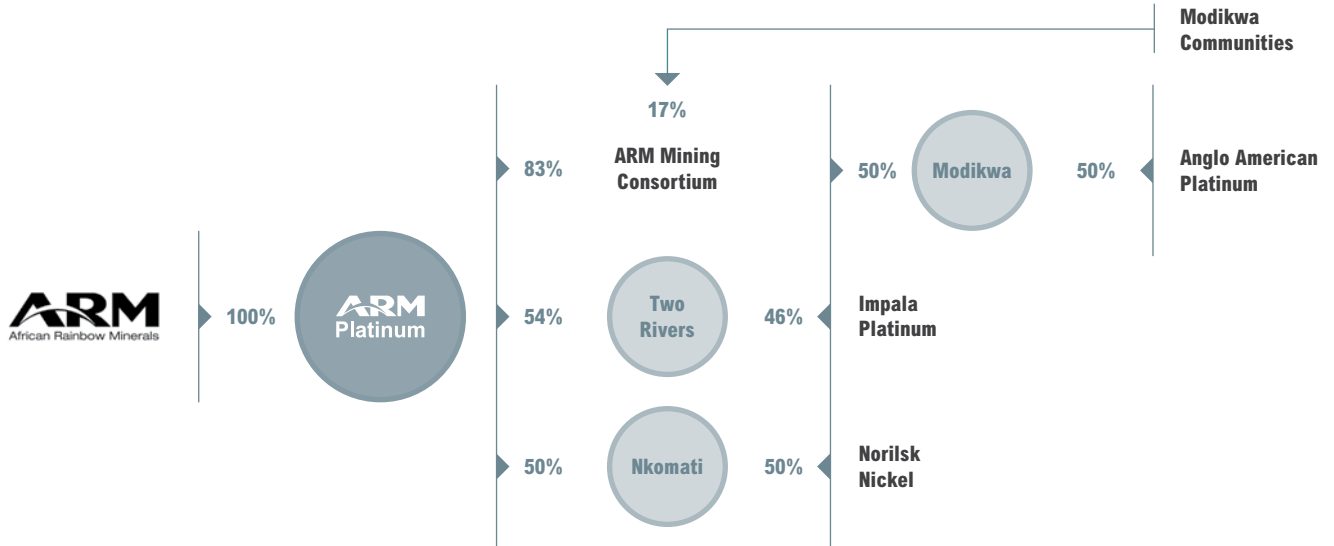 Modikwa
Communities
17%
83%
ARM Mining
Consortium
50%
Modikwa
50%
Anglo American
Platinum
ARM
African Rainbow Minerals
100%
ARM
Platinum
54%
Two
Rivers
46%
Impala
Platinum
50%
Nkomati
50%
Norilsk
Nickel